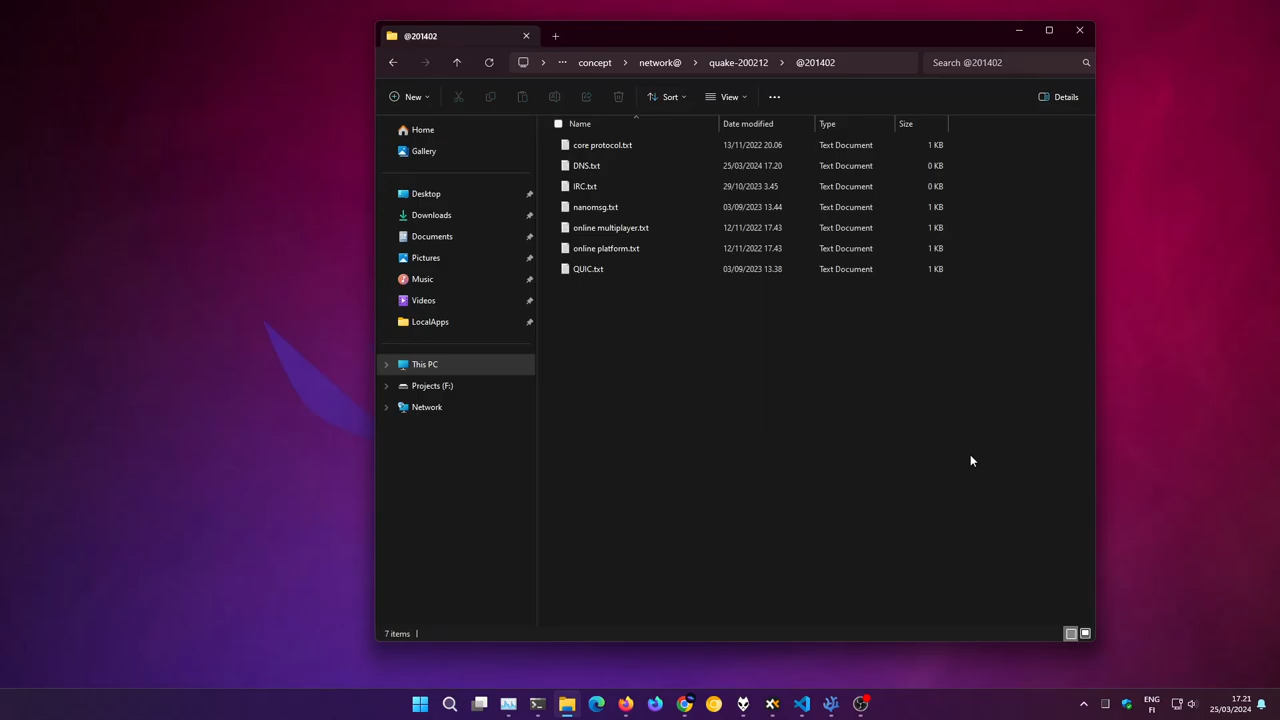 @201402
concept
network@
quake-200212
@201402
Search @201402
New
Sort
View
Details
Name
Date modified
Type
Size
core protocol.txt 13/11/2022 20.06 Text Document 1 KB
DNS.txt 25/03/2024 17.20 Text Document 0 KB
IRC.txt 29/10/2023 3.45 Text Document 0 KB
nanomsg.txt 03/09/2023 13.44 Text Document 1 KB
online multiplayer.txt 12/11/2022 17.43 Text Document 1 KB
online platform.txt 12/11/2022 17.43 Text Document 1 KB
QUIC.txt 03/09/2023 13.38 Text Document 1 KB
Home
Gallery
Desktop
Downloads
Documents
Pictures
Music
Videos
LocalApps
This PC
Projects (F:)
Network
7 items
ENG
FI
17.21
25/03/2024